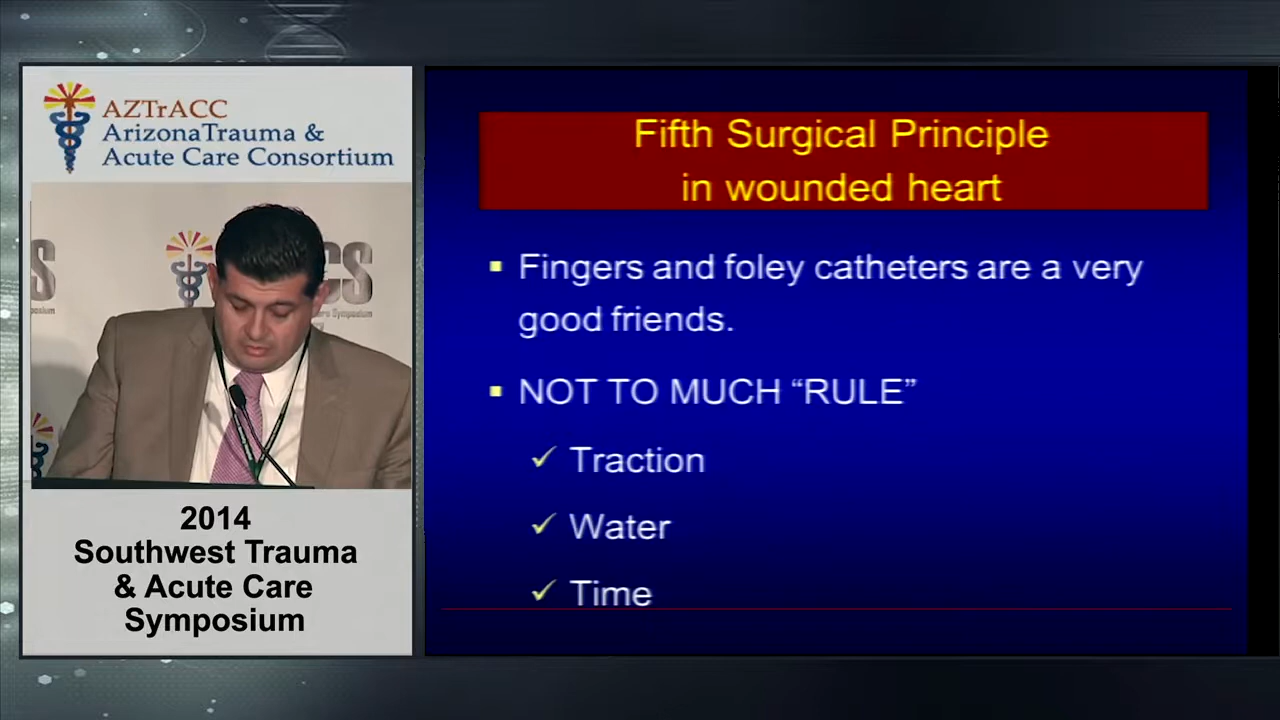 AZTrACC
ArizonaTrauma &
Acute Care Consortium
S
CS
2014
Southwest Trauma
& Acute Care
Symposium
Fifth Surgical Principle
in wounded heart
Fingers and foley catheters are a very
good friends.
NOT TO MUCH “RULE”
Traction
Water
Time